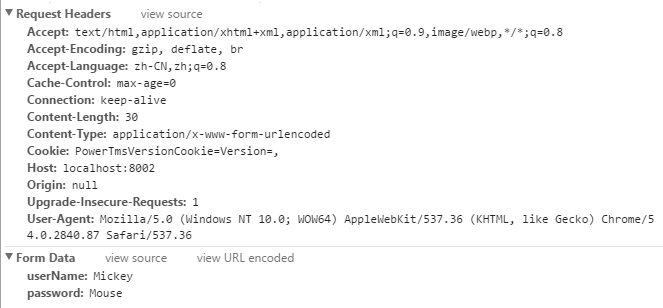 Request Headers view source
Accept: text/html,application/xhtml+xml,application/xml;q=0.9,image/webp,*/*;q=0.8
Accept-Encoding: gzip, deflate, br
Accept-Language: zh-CN,zh;q=0.8
Cache-Control: max-age=0
Connection: keep-alive
Content-Length: 30
Content-Type: application/x-www-form-urlencoded
Cookie: PowerTmsVersionCookie=Version=,
Host: localhost:8002
Origin: null
Upgrade-Insecure-Requests: 1
User-Agent: Mozilla/5.0 (Windows NT 10.0; WOW64) AppleWebKit/537.36 (KHTML, like Gecko) Chrome/5
4.0.2840.87 Safari/537.36
Form Data view source view URL encoded
userName: Mickey
password: Mouse